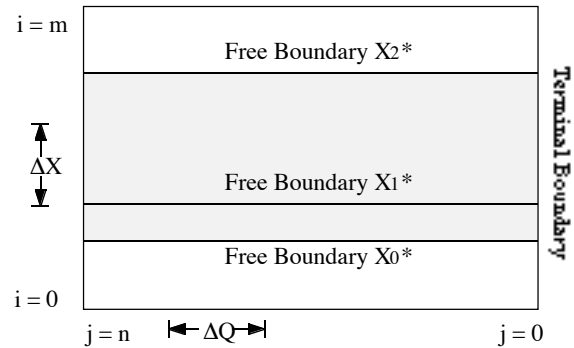 i = m
Free Boundary X2*
Terminal Boundary
ΔX
Free Boundary X1*
Free Boundary X0*
i = 0
j = n
ΔQ
j = 0